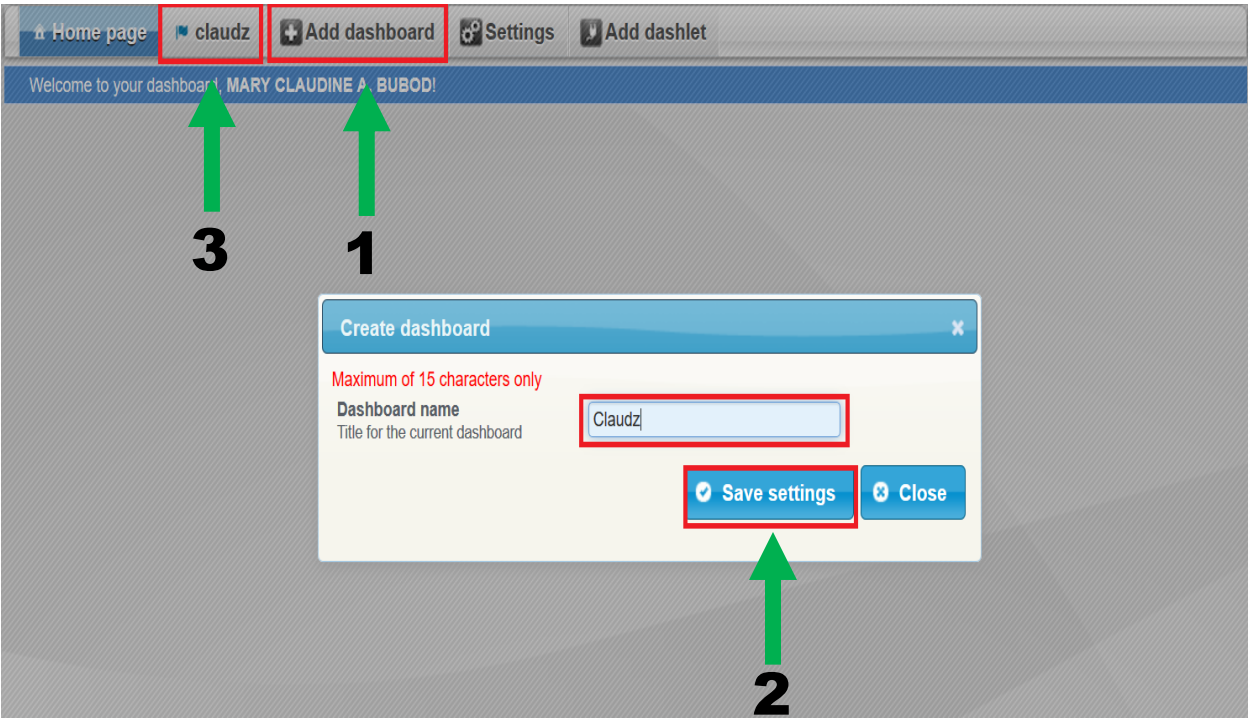 Home page claudz Add dashboard Settings Add dashlet
Welcome to your dashboard, MARY CLAUDINE A. BUBOD!
3 1
Create dashboard
Maximum of 15 characters only
Dashboard name
Claudz
Title for the current dashboard
Save settings Close
2